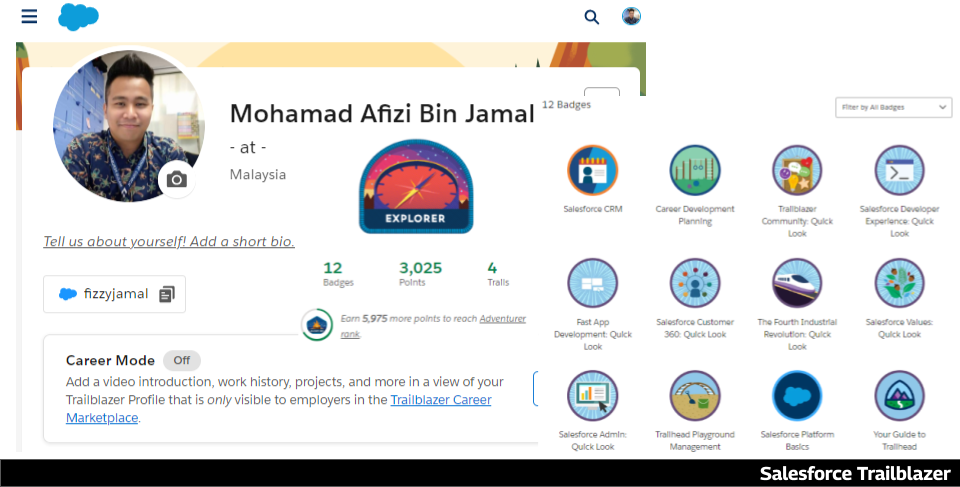 Mohamad Afizi Bin Jamal
- at -
Malaysia
EXPLORER
Tell us about yourself! Add a short bio.
12
Badges
3,025
Points
4
Trails
fizzyjamal
Earn 5,975 more points to reach Adventurer
rank.
Career Mode Off
Add a video introduction, work history, projects, and more in a view of your
Trailblazer Profile that is only visible to employers in the Trailblazer Career
Marketplace.
12 Badges
Filter by All Badges
Salesforce CRM
Career Development
Planning
Trailblazer
Community: Quick
Look
Salesforce Developer
Experience: Quick
Look
Fast App
Development: Quick
Look
Salesforce Customer
360: Quick Look
The Fourth Industrial
Revolution: Quick
Look
Salesforce Values:
Quick Look
Salesforce Admin:
Quick Look
Trailhead Playground
Management
Salesforce Platform
Basics
Your Guide to
Trailhead
Salesforce Trailblazer